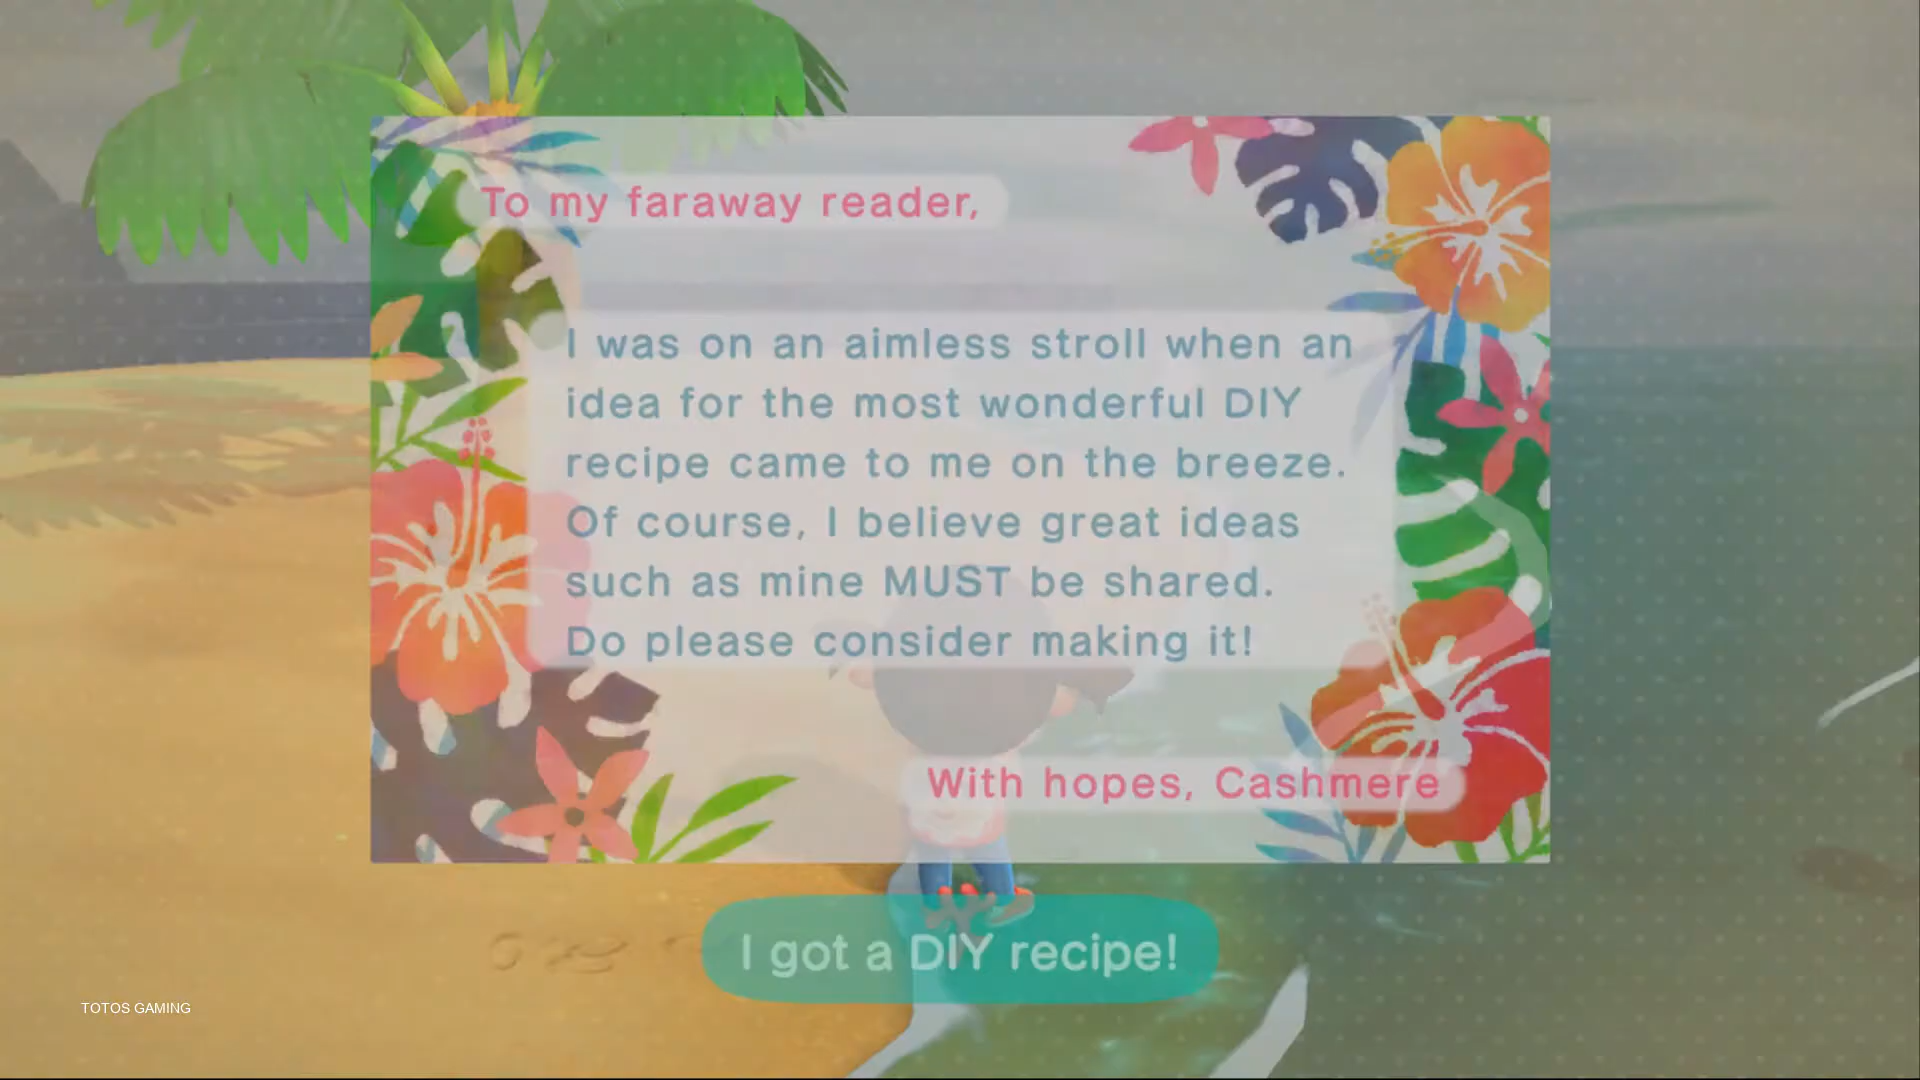 To my faraway reader,
I was on an aimless stroll when an
idea for the most wonderful DIY
recipe came to me on the breeze.
Of course, I believe great ideas
such as mine MUST be shared.
Do please consider making it!
With hopes, Cashmere
I got a DIY recipe!
TOTOS GAMING